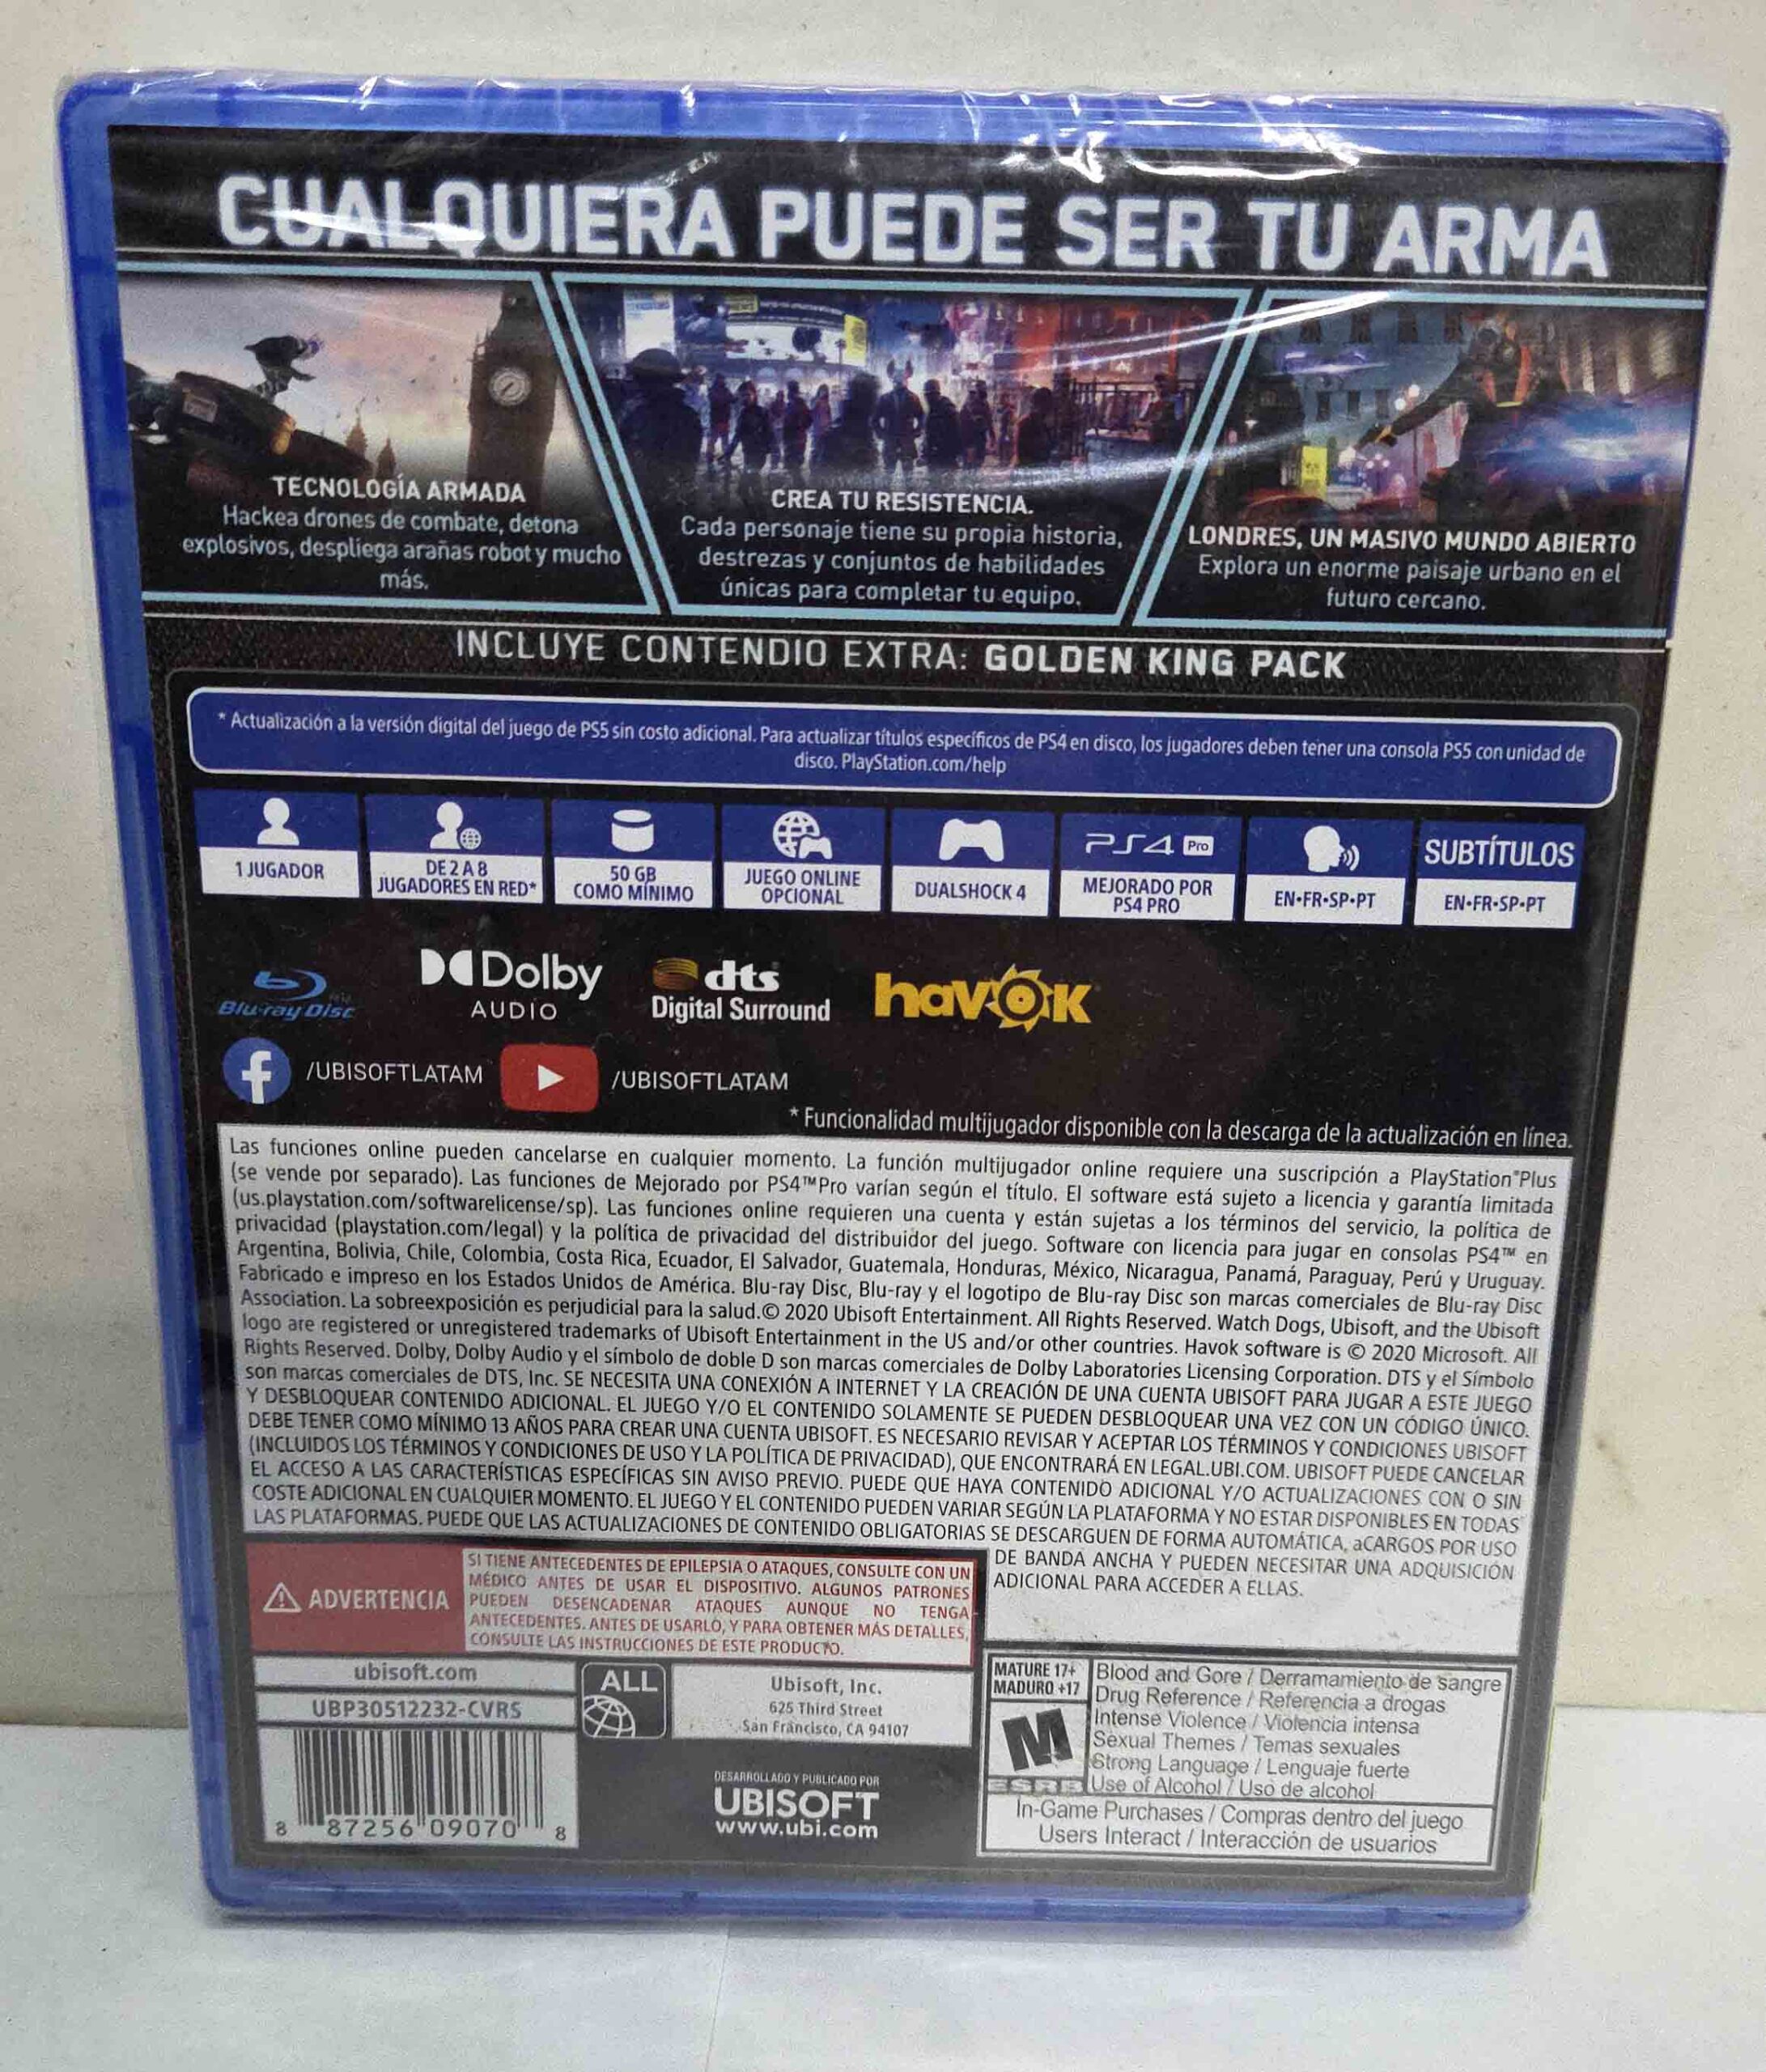 CUALQUIERA PUEDE SER TU ARMA
TECNOLOGÍA ARMADA
Hackea drones de combate, detona
explosivos, despliega arañas robot y mucho
más.
CREA TU RESISTENCIA.
Cada personaje tiene su propia historia,
destrezas y conjuntos de habilidades
únicas para completar tu equipo.
LONDRES, UN MASIVO MUNDO ABIERTO
Explora un enorme paisaje urbano en el
futuro cercano.
INCLUYE CONTENDIO EXTRA: GOLDEN KING PACK
* Actualización a la versión digital del juego de PS5 sin costo adicional. Para actualizar títulos específicos de PS4 en disco, los jugadores deben tener una consola PS5 con unidad de
disco. PlayStation.com/help
1 JUGADOR
DE 2 A 8
JUGADORES EN RED*
50 GB
COMO MÍNIMO
JUEGO ONLINE
OPCIONAL
DUALSHOCK 4
PS4 Pro
MEJORADO POR
PS4 PRO
EN•FR•SP•PT
SUBTÍTULOS
EN•FR•SP•PT
Blu-ray Disc
Dolby
AUDIO
dts
Digital Surround
havok
/UBISOFTLATAM
/UBISOFTLATAM
* Funcionalidad multijugador disponible con la descarga de la actualización en línea.
Las funciones online pueden cancelarse en cualquier momento. La función multijugador online requiere una suscripción a PlayStation®Plus
(se vende por separado). Las funciones de Mejorado por PS4™Pro varían según el título. El software está sujeto a licencia y garantía limitada
(us.playstation.com/softwarelicense/sp). Las funciones online requieren una cuenta y están sujetas a los términos del servicio, la política de
privacidad (playstation.com/legal) y la política de privacidad del distribuidor del juego. Software con licencia para jugar en consolas PS4™ en
Argentina, Bolivia, Chile, Colombia, Costa Rica, Ecuador, El Salvador, Guatemala, Honduras, México, Nicaragua, Panamá, Paraguay, Perú y Uruguay.
Fabricado e impreso en los Estados Unidos de América. Blu-ray Disc, Blu-ray y el logotipo de Blu-ray Disc son marcas comerciales de Blu-ray Disc
Association. La sobreexposición es perjudicial para la salud.© 2020 Ubisoft Entertainment. All Rights Reserved. Watch Dogs, Ubisoft, and the Ubisoft
logo are registered or unregistered trademarks of Ubisoft Entertainment in the US and/or other countries. Havok software is © 2020 Microsoft. All
Rights Reserved. Dolby, Dolby Audio y el símbolo de doble D son marcas comerciales de Dolby Laboratories Licensing Corporation. DTS y el Símbolo
son marcas comerciales de DTS, Inc. SE NECESITA UNA CONEXIÓN A INTERNET Y LA CREACIÓN DE UNA CUENTA UBISOFT PARA JUGAR A ESTE JUEGO
Y DESBLOQUEAR CONTENIDO ADICIONAL. EL JUEGO Y/O EL CONTENIDO SOLAMENTE SE PUEDEN DESBLOQUEAR UNA VEZ CON UN CÓDIGO ÚNICO.
DEBE TENER COMO MÍNIMO 13 AÑOS PARA CREAR UNA CUENTA UBISOFT. ES NECESARIO REVISAR Y ACEPTAR LOS TÉRMINOS Y CONDICIONES UBISOFT
(INCLUIDOS LOS TÉRMINOS Y CONDICIONES DE USO Y LA POLÍTICA DE PRIVACIDAD), QUE ENCONTRARÁ EN LEGAL.UBI.COM. UBISOFT PUEDE CANCELAR
EL ACCESO A LAS CARACTERÍSTICAS ESPECÍFICAS SIN AVISO PREVIO. PUEDE QUE HAYA CONTENIDO ADICIONAL Y/O ACTUALIZACIONES CON O SIN
COSTE ADICIONAL EN CUALQUIER MOMENTO. EL JUEGO Y EL CONTENIDO PUEDEN VARIAR SEGÚN LA PLATAFORMA Y NO ESTAR DISPONIBLES EN TODAS
LAS PLATAFORMAS. PUEDE QUE LAS ACTUALIZACIONES DE CONTENIDO OBLIGATORIAS SE DESCARGUEN DE FORMA AUTOMÁTICA, aCARGOS POR USO
DE BANDA ANCHA Y PUEDEN NECESITAR UNA ADQUISICIÓN
ADICIONAL PARA ACCEDER A ELLAS.
ADVERTENCIA
SI TIENE ANTECEDENTES DE EPILEPSIA O ATAQUES, CONSULTE CON UN
MÉDICO ANTES DE USAR EL DISPOSITIVO. ALGUNOS PATRONES
PUEDEN DESENCADENAR ATAQUES AUNQUE NO TENGA
ANTECEDENTES. ANTES DE USARLO, Y PARA OBTENER MÁS DETALLES,
CONSULTE LAS INSTRUCCIONES DE ESTE PRODUCTO.
ubisoft.com
UBP30512232-CVRS
8 87256 09070 8
ALL
Ubisoft, Inc.
625 Third Street
San Francisco, CA 94107
DESARROLLADO Y PUBLICADO POR
UBISOFT
www.ubi.com
MATURE 17+
MADURO +17
M
ESRB
Blood and Gore / Derramamiento de sangre
Drug Reference / Referencia a drogas
Intense Violence / Violencia intensa
Sexual Themes / Temas sexuales
Strong Language / Lenguaje fuerte
Use of Alcohol / Uso de alcohol
In-Game Purchases / Compras dentro del juego
Users Interact / Interacción de usuarios